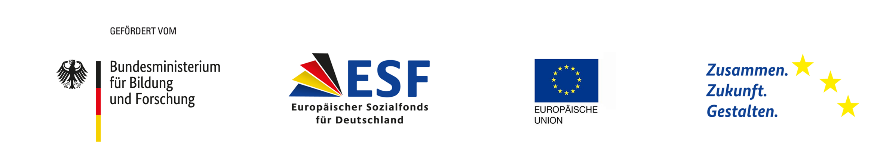 GEFÖRDERT VOM
Bundesministerium
für Bildung
und Forschung
ESF
Europäischer Sozialfonds
für Deutschland
EUROPÄISCHE
UNION
Zusammen.
Zukunft.
Gestalten.